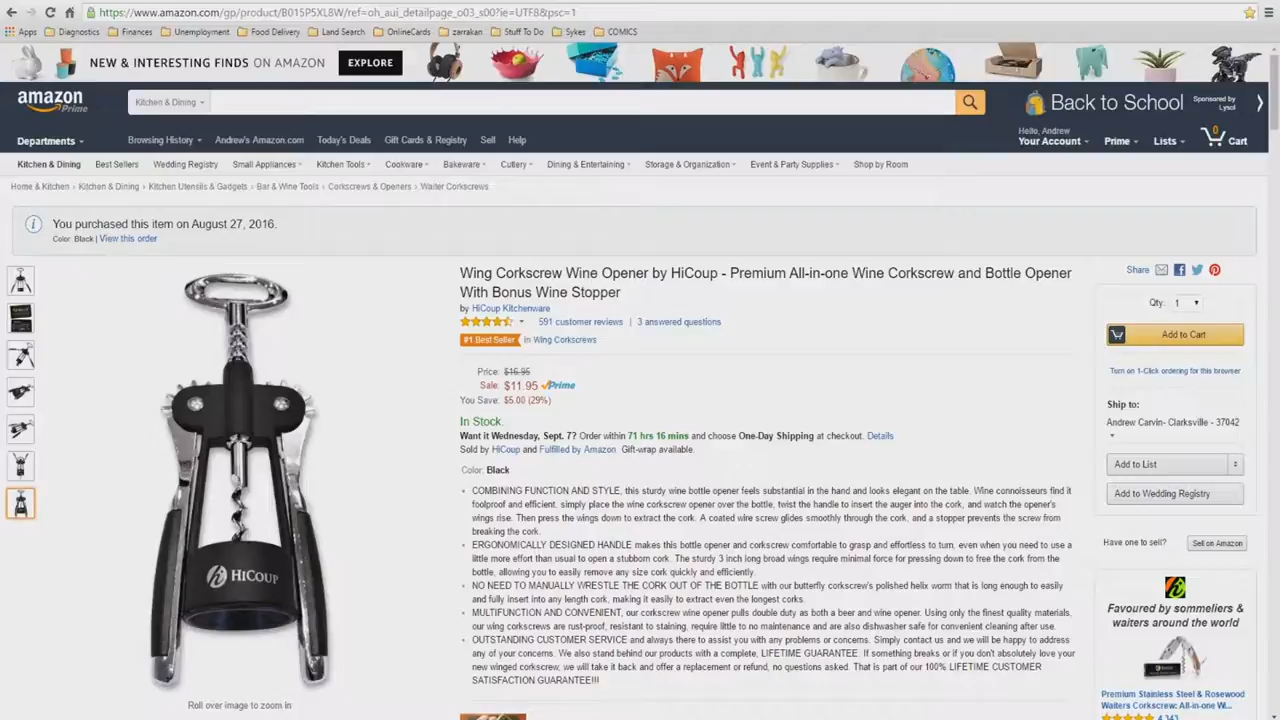 https://www.amazon.com/gp/product/B015P5XL8W/ref=oh_aui_detailpage_o03_s00?ie=UTF8&psc=1
Apps Diagnostics Finances Unemployment Food Delivery Land Search OnlineCards zarrakan Stuff To Do Sykes COMICS
NEW & INTERESTING FINDS ON AMAZON EXPLORE
amazon Prime
Kitchen & Dining
Back to School
Sponsored by
Lysol
Departments
Browsing History Andrew's Amazon.com Today's Deals Gift Cards & Registry Sell Help
Hello, Andrew
Your Account Prime Lists 0 Cart
Kitchen & Dining Best Sellers Wedding Registry Small Appliances Kitchen Tools Cookware Bakeware Cutlery Dining & Entertaining Storage & Organization Event & Party Supplies Shop by Room
Home & Kitchen › Kitchen & Dining › Kitchen Utensils & Gadgets › Bar & Wine Tools › Corkscrews & Openers › Waiter Corkscrews
You purchased this item on August 27, 2016.
Color: Black | View this order
HICOUP
Roll over image to zoom in
Wing Corkscrew Wine Opener by HiCoup - Premium All-in-one Wine Corkscrew and Bottle Opener
With Bonus Wine Stopper
by HiCoup Kitchenware
591 customer reviews | 3 answered questions
#1 Best Seller in Wing Corkscrews
Price: $16.95
Sale: $11.95 Prime
You Save: $5.00 (29%)
In Stock.
Want it Wednesday, Sept. 7? Order within 71 hrs 16 mins and choose One-Day Shipping at checkout. Details
Sold by HiCoup and Fulfilled by Amazon. Gift-wrap available.
Color: Black
• COMBINING FUNCTION AND STYLE, this sturdy wine bottle opener feels substantial in the hand and looks elegant on the table. Wine connoisseurs find it
foolproof and efficient, simply place the wine corkscrew opener over the bottle, twist the handle to insert the auger into the cork, and watch the opener's
wings rise. Then press the wings down to extract the cork. A coated wire screw glides smoothly through the cork, and a stopper prevents the screw from
breaking the cork.
• ERGONOMICALLY DESIGNED HANDLE makes this bottle opener and corkscrew comfortable to grasp and effortless to turn, even when you need to use a
little more effort than usual to open a stubborn cork. The sturdy 3 inch long broad wings require minimal force for pressing down to free the cork from the
bottle, allowing you to easily remove any size cork quickly and efficiently.
• NO NEED TO MANUALLY WRESTLE THE CORK OUT OF THE BOTTLE with our butterfly corkscrew's polished helix worm that is long enough to easily
and fully insert into any length cork, making it easily to extract even the longest corks.
• MULTIFUNCTION AND CONVENIENT, our corkscrew wine opener pulls double duty as both a beer and wine opener. Using only the finest quality materials,
our wing corkscrews are rust-proof, resistant to staining, require little to no maintenance and are also dishwasher safe for convenient cleaning after use.
• OUTSTANDING CUSTOMER SERVICE and always there to assist you with any problems or concerns. Simply contact us and we will be happy to address
any of your concerns. We also stand behind our products with a complete, LIFETIME GUARANTEE. If something breaks or if you don't absolutely love your
new winged corkscrew, we will take it back and offer a replacement or refund, no questions asked. That is part of our 100% LIFETIME CUSTOMER
SATISFACTION GUARANTEE!!!
Share
Qty: 1
Add to Cart
Turn on 1-Click ordering for this browser
Ship to:
Andrew Carvin- Clarksville - 37042
Add to List
Add to Wedding Registry
Have one to sell? Sell on Amazon
Favoured by sommeliers &
waiters around the world
Premium Stainless Steel & Rosewood
Waiters Corkscrew: All-in-one W...
4,343